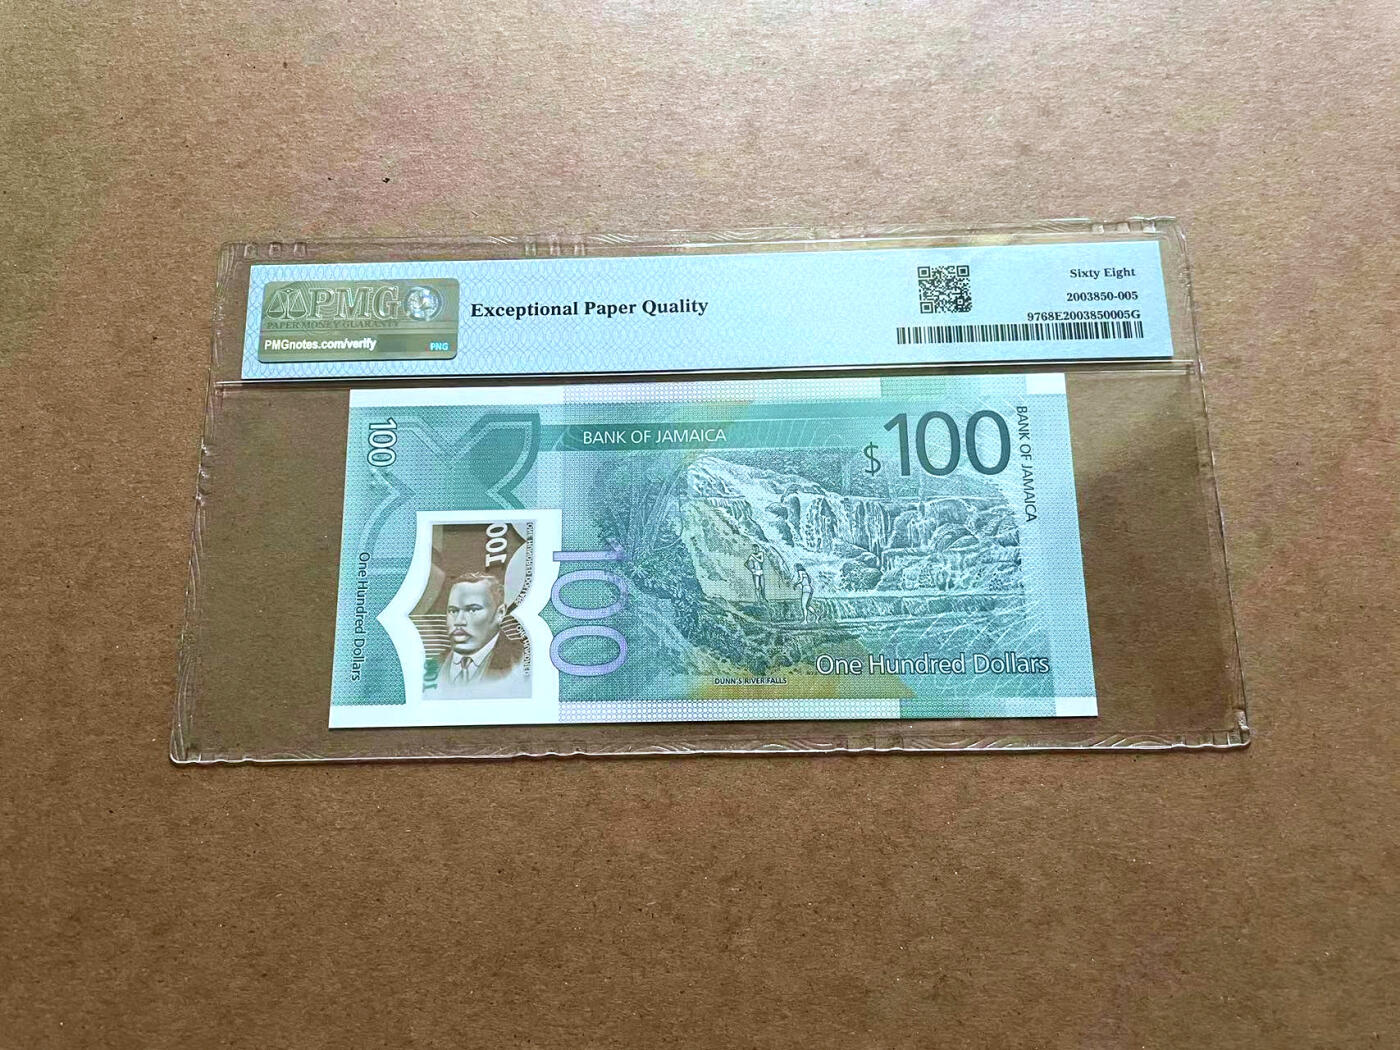 PMG
PAPER MONEY GUARANTY
PMGnotes.com/verify
PNG
Exceptional Paper Quality
Sixty Eight
2003850-005
9768E2003850005G
100
One Hundred Dollars
BANK OF JAMAICA
$100
BANK OF JAMAICA
100
100
100
DUNN'S RIVER FALLS
One Hundred Dollars